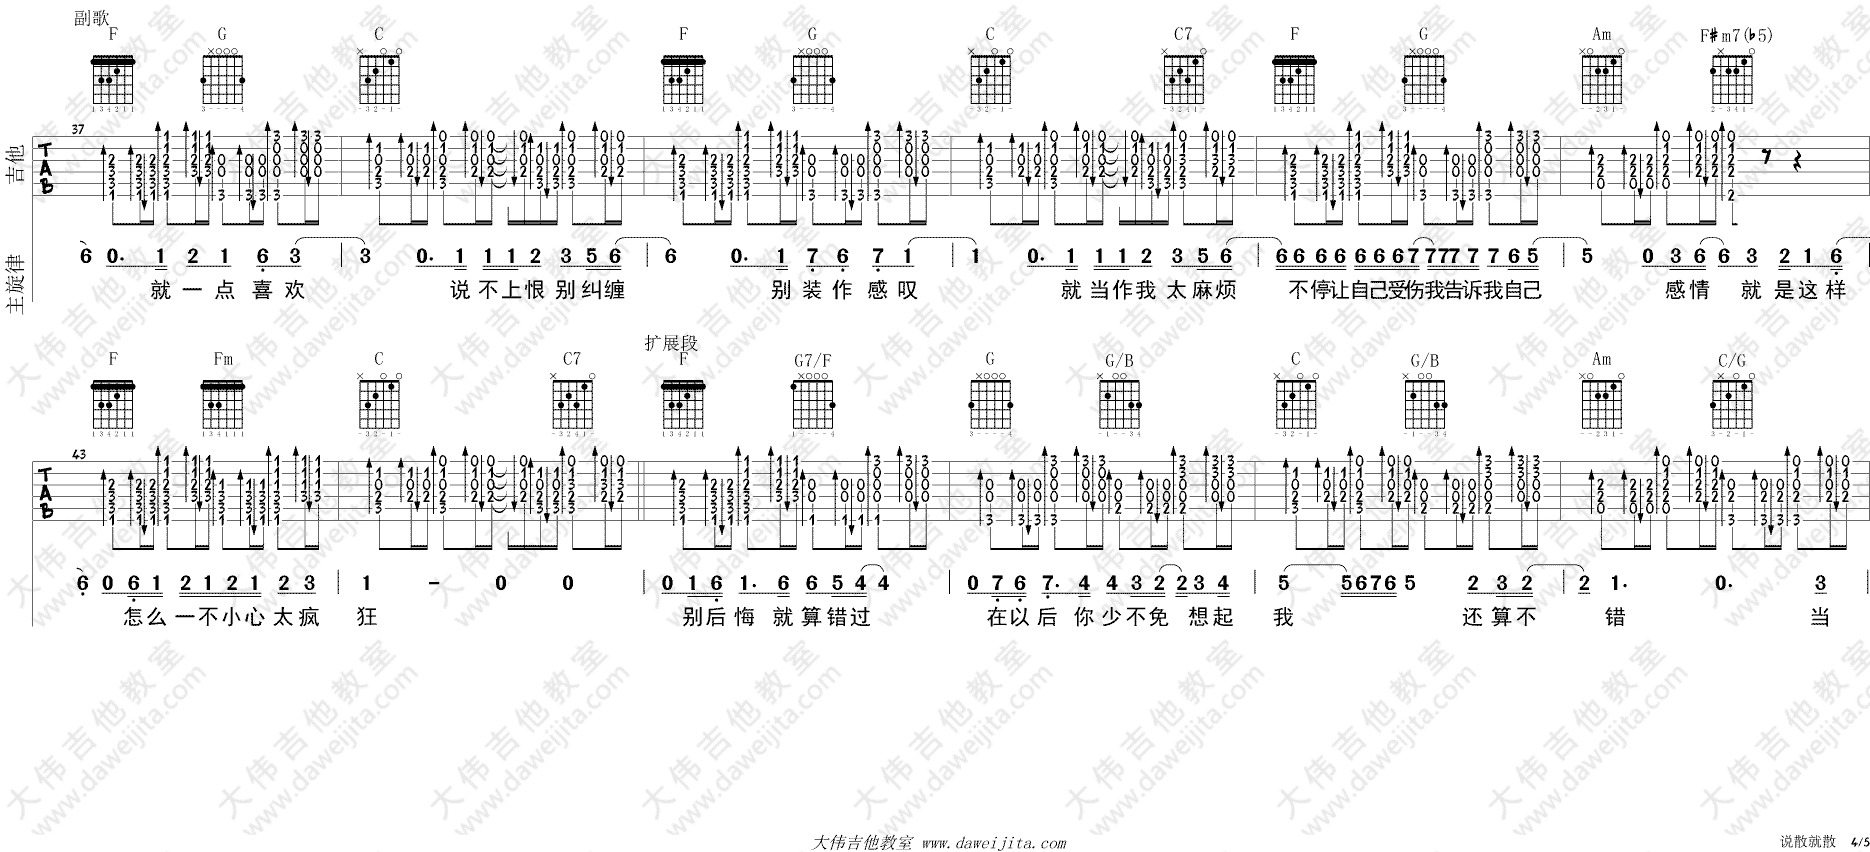 副歌
F G C F G C C7 F G Am F♯m7(♭5)
吉他
37
TAB
主旋律
6 0. 1 2 1 6 3 | 3 0. 1 1 1 2 3 5 6 | 6 0. 1 7 6 7 1 | 1 0. 1 1 1 2 3 5 6 | 6 6 6 6 6 6 6 7 7 7 7 7 7 6 5 | 5 0 3 6 6 3 2 1 6
就一点喜欢 说不上恨别纠缠 别装作感叹 就当作我太麻烦 不停让自己受伤我告诉我自己 感情就是这样
扩展段
F Fm C C7 F G7/F G G/B C G/B Am C/G
43
TAB
6 0 6 1 2 1 2 1 2 3 | 1 - 0 0 | 0 1 6 1. 6 6 5 4 4 | 0 7 6 7. 4 4 3 2 2 3 4 | 5 5 6 7 6 5 2 3 2 | 2 1. 0. 3
怎么一不小心太疯狂 别后悔就算错过 在以后你少不免想起我 还算不错 当
大伟吉他教室 www.daweijita.com
说散就散 4/5